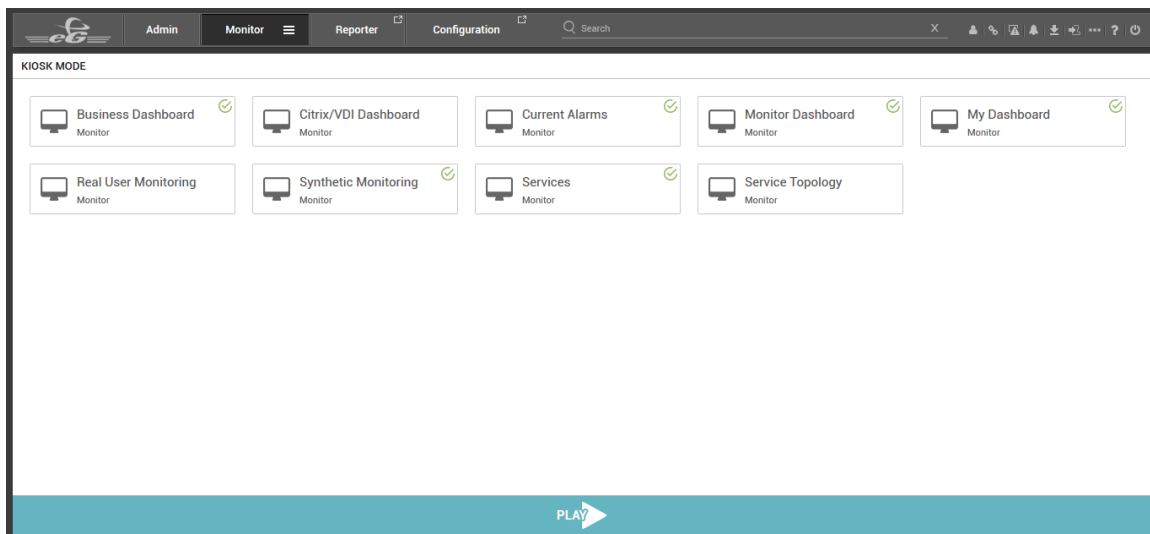 eG Admin Monitor Reporter Configuration Search X ?
KIOSK MODE
Business Dashboard
Monitor
Citrix/VDI Dashboard
Monitor
Current Alarms
Monitor
Monitor Dashboard
Monitor
My Dashboard
Monitor
Real User Monitoring
Monitor
Synthetic Monitoring
Monitor
Services
Monitor
Service Topology
Monitor
PLAY